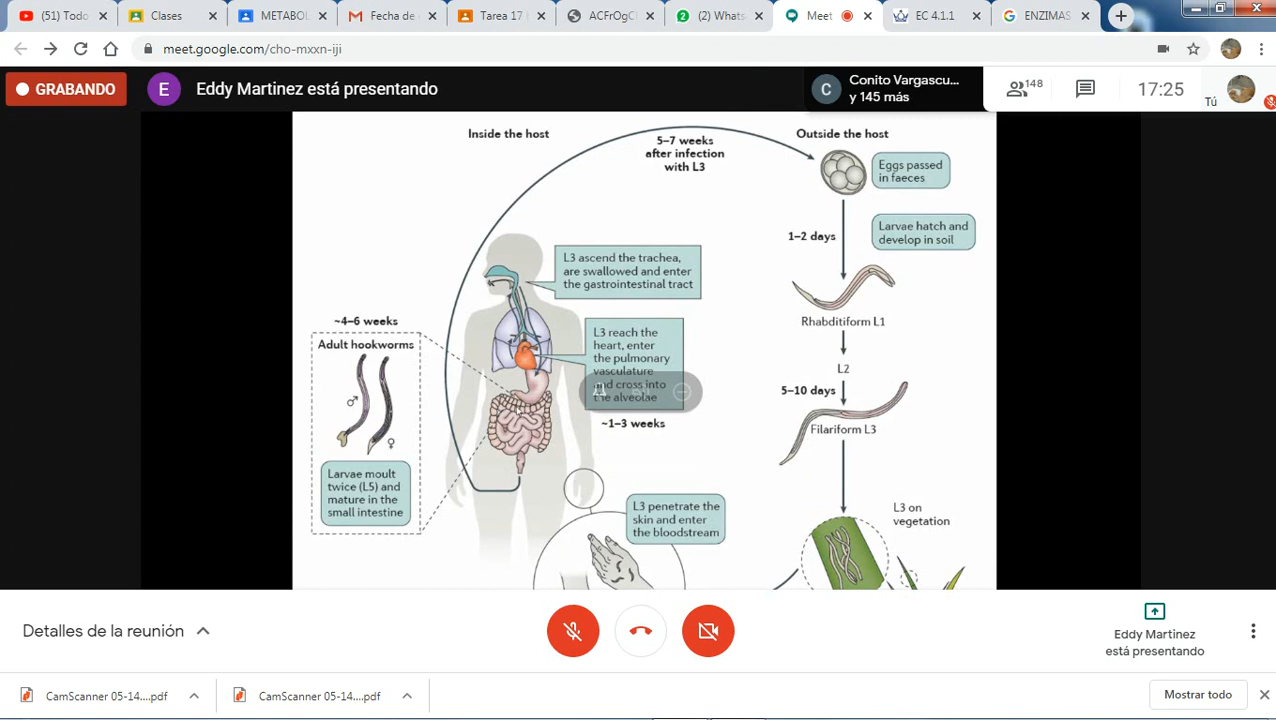 (51) Todo
Clases
METABOL
Fecha de
Tarea 17
ACFrOgC
(2) Whats
Meet
EC 4.1.1
ENZIMAS
meet.google.com/cho-mxxn-iji
GRABANDO
E
Eddy Martinez está presentando
C
Conito Vargascu...
y 145 más
148
17:25
Tú
Inside the host
Outside the host
5–7 weeks
after infection
with L3
Eggs passed
in faeces
1–2 days
Larvae hatch and
develop in soil
L3 ascend the trachea,
are swallowed and enter
the gastrointestinal tract
Rhabditiform L1
~4–6 weeks
Adult hookworms
♂
♀
L3 reach the
heart, enter
the pulmonary
vasculature
and cross into
the alveolae
~1–3 weeks
L2
5–10 days
Filariform L3
Larvae moult
twice (L5) and
mature in the
small intestine
L3 penetrate the
skin and enter
the bloodstream
L3 on
vegetation
Detalles de la reunión
Eddy Martinez
está presentando
CamScanner 05-14....pdf
CamScanner 05-14....pdf
Mostrar todo